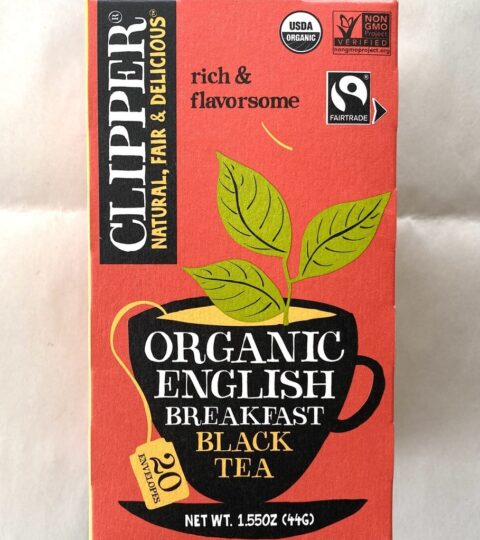 CLIPPER®
NATURAL, FAIR & DELICIOUS®
USDA
ORGANIC
NON
GMO
Project
VERIFIED
nongmoproject.org
rich &
flavorsome
FAIRTRADE
ORGANIC
ENGLISH
BREAKFAST
BLACK
TEA
20
ENVELOPES
NET WT. 1.55OZ (44G)